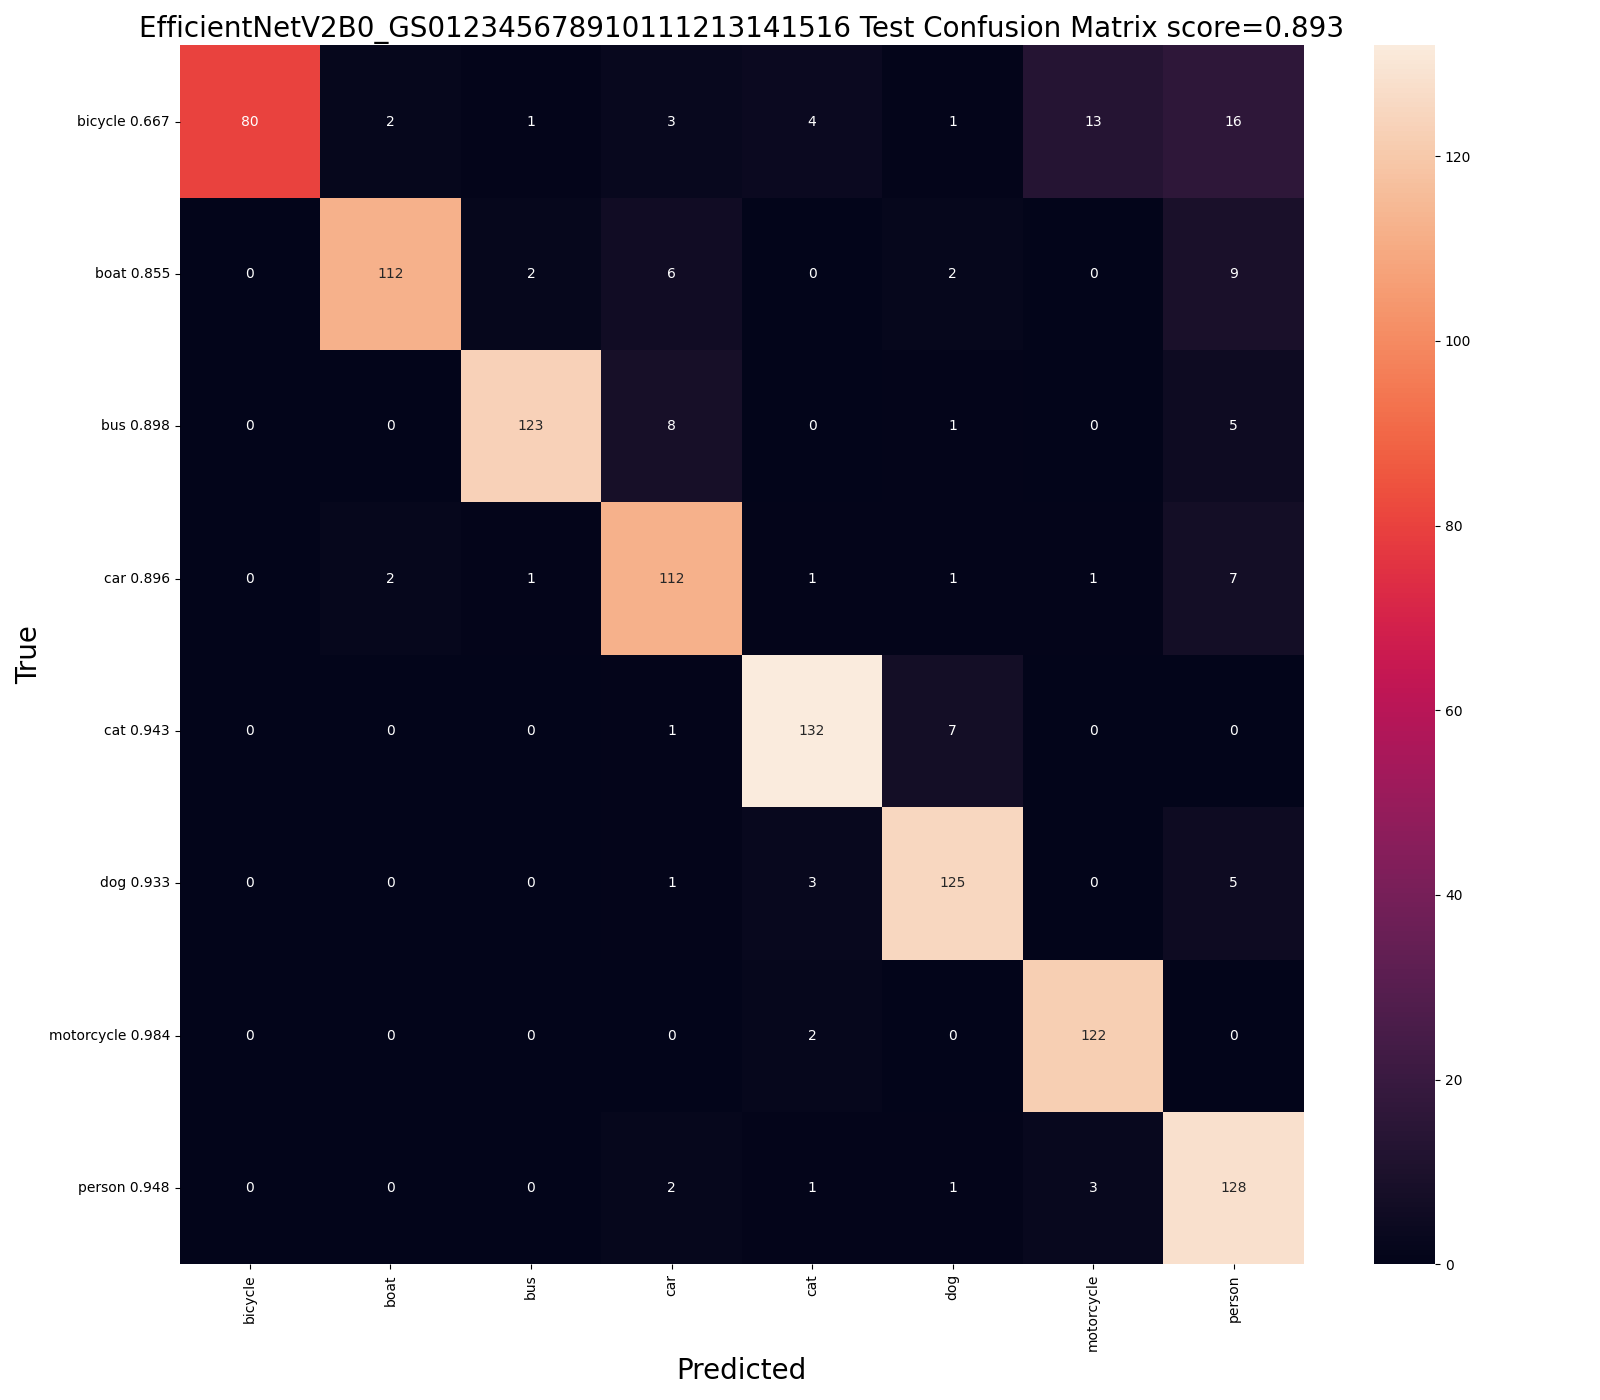 EfficientNetV2B0_GS012345678910111213141516 Test Confusion Matrix score=0.893
bicycle 0.667 80 2 1 3 4 1 13 16
boat 0.855 0 112 2 6 0 2 0 9
bus 0.898 0 0 123 8 0 1 0 5
car 0.896 0 2 1 112 1 1 1 7
cat 0.943 0 0 0 1 132 7 0 0
dog 0.933 0 0 0 1 3 125 0 5
motorcycle 0.984 0 0 0 0 2 0 122 0
person 0.948 0 0 0 2 1 1 3 128
bicycle boat bus car cat dog motorcycle person
True
Predicted
120
100
80
60
40
20
0